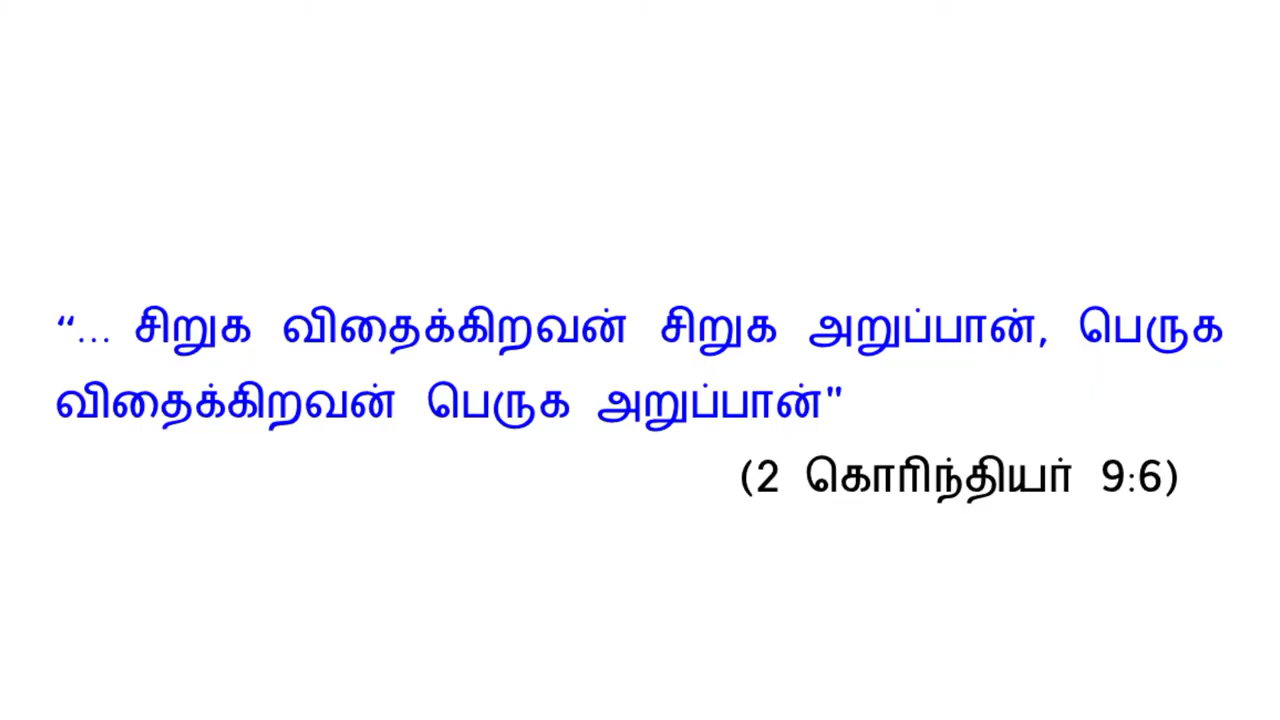 “... சிறுக விதைக்கிறவன் சிறுக அறுப்பான், பெருக
விதைக்கிறவன் பெருக அறுப்பான்"
(2 கொரிந்தியர் 9:6)